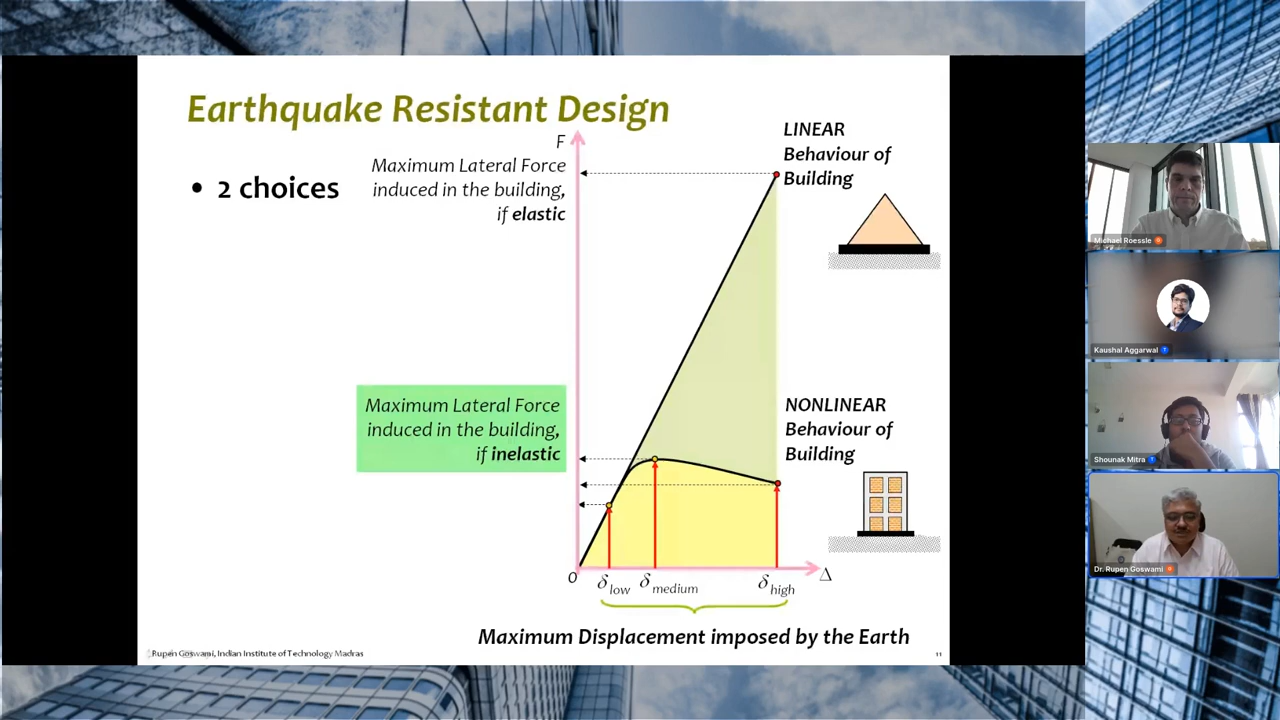 Earthquake Resistant Design
• 2 choices
F
Maximum Lateral Force
induced in the building,
if elastic
LINEAR
Behaviour of
Building
Maximum Lateral Force
induced in the building,
if inelastic
NONLINEAR
Behaviour of
Building
0
δ low
δ medium
δ high
Δ
Maximum Displacement imposed by the Earth
Rupen Goswami, Indian Institute of Technology Madras
11
Michael Roessle
Kaushal Aggarwal
Shounak Mitra
Dr. Rupen Goswami